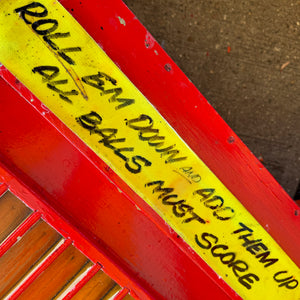 ROLL 'EM DOWN AND ADD THEM UP
ALL BALLS MUST SCORE